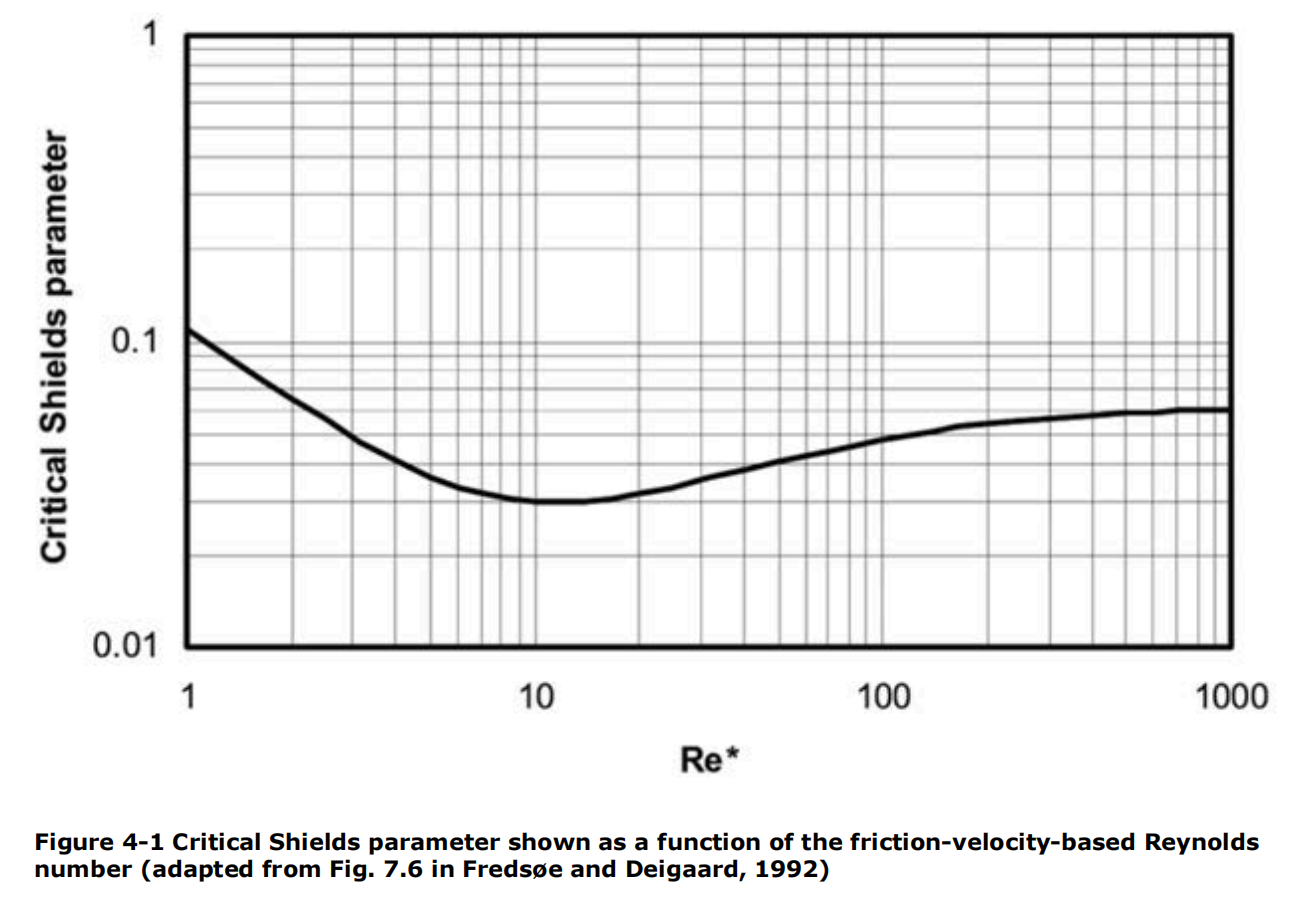 1
0.1
0.01
Critical Shields parameter
1 10 100 1000
Re*
Figure 4-1 Critical Shields parameter shown as a function of the friction-velocity-based Reynolds
number (adapted from Fig. 7.6 in Fredsøe and Deigaard, 1992)